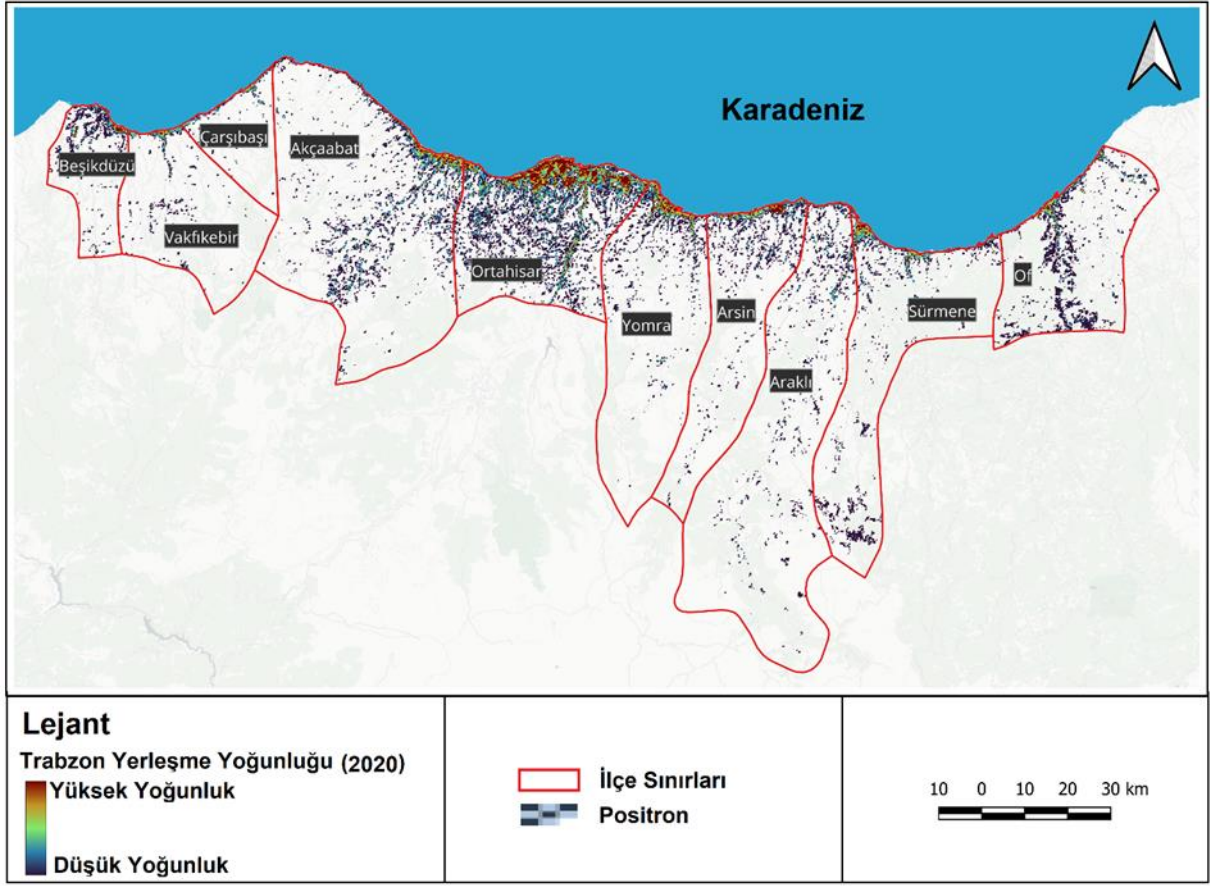 Karadeniz
Çarşıbaşı
Akçaabat
Beşikdüzü
Vakfıkebir
Ortahisar
Yomra
Arsin
Araklı
Sürmene
Of
Lejant
Trabzon Yerleşme Yoğunluğu (2020)
Yüksek Yoğunluk
Düşük Yoğunluk
İlçe Sınırları
Positron
10 0 10 20 30 km